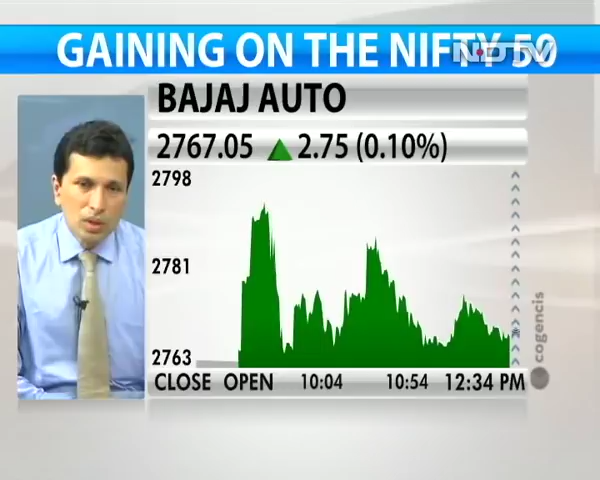 GAINING ON THE NIFTY 50
NDTV
BAJAJ AUTO
2767.05 ▲ 2.75 (0.10%)
2798
2781
2763
CLOSE OPEN 10:04 10:54 12:34 PM
cogencis